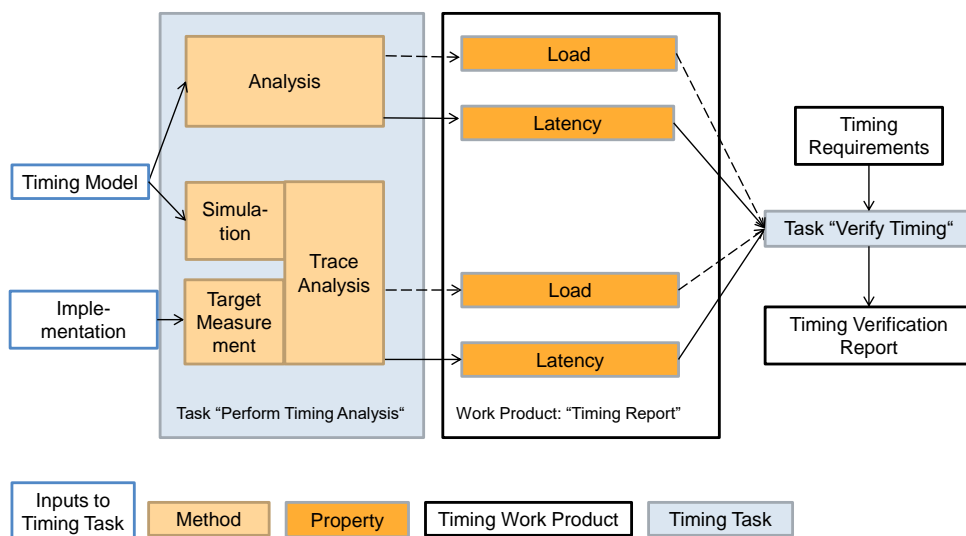 Analysis
Load
Latency
Timing
Requirements
Timing Model
Simula-
tion
Trace
Analysis
Task “Verify Timing“
Imple-
mentation
Target
Measure
ment
Load
Latency
Timing Verification
Report
Task “Perform Timing Analysis“
Work Product: “Timing Report”
Inputs to
Timing Task
Method
Property
Timing Work Product
Timing Task